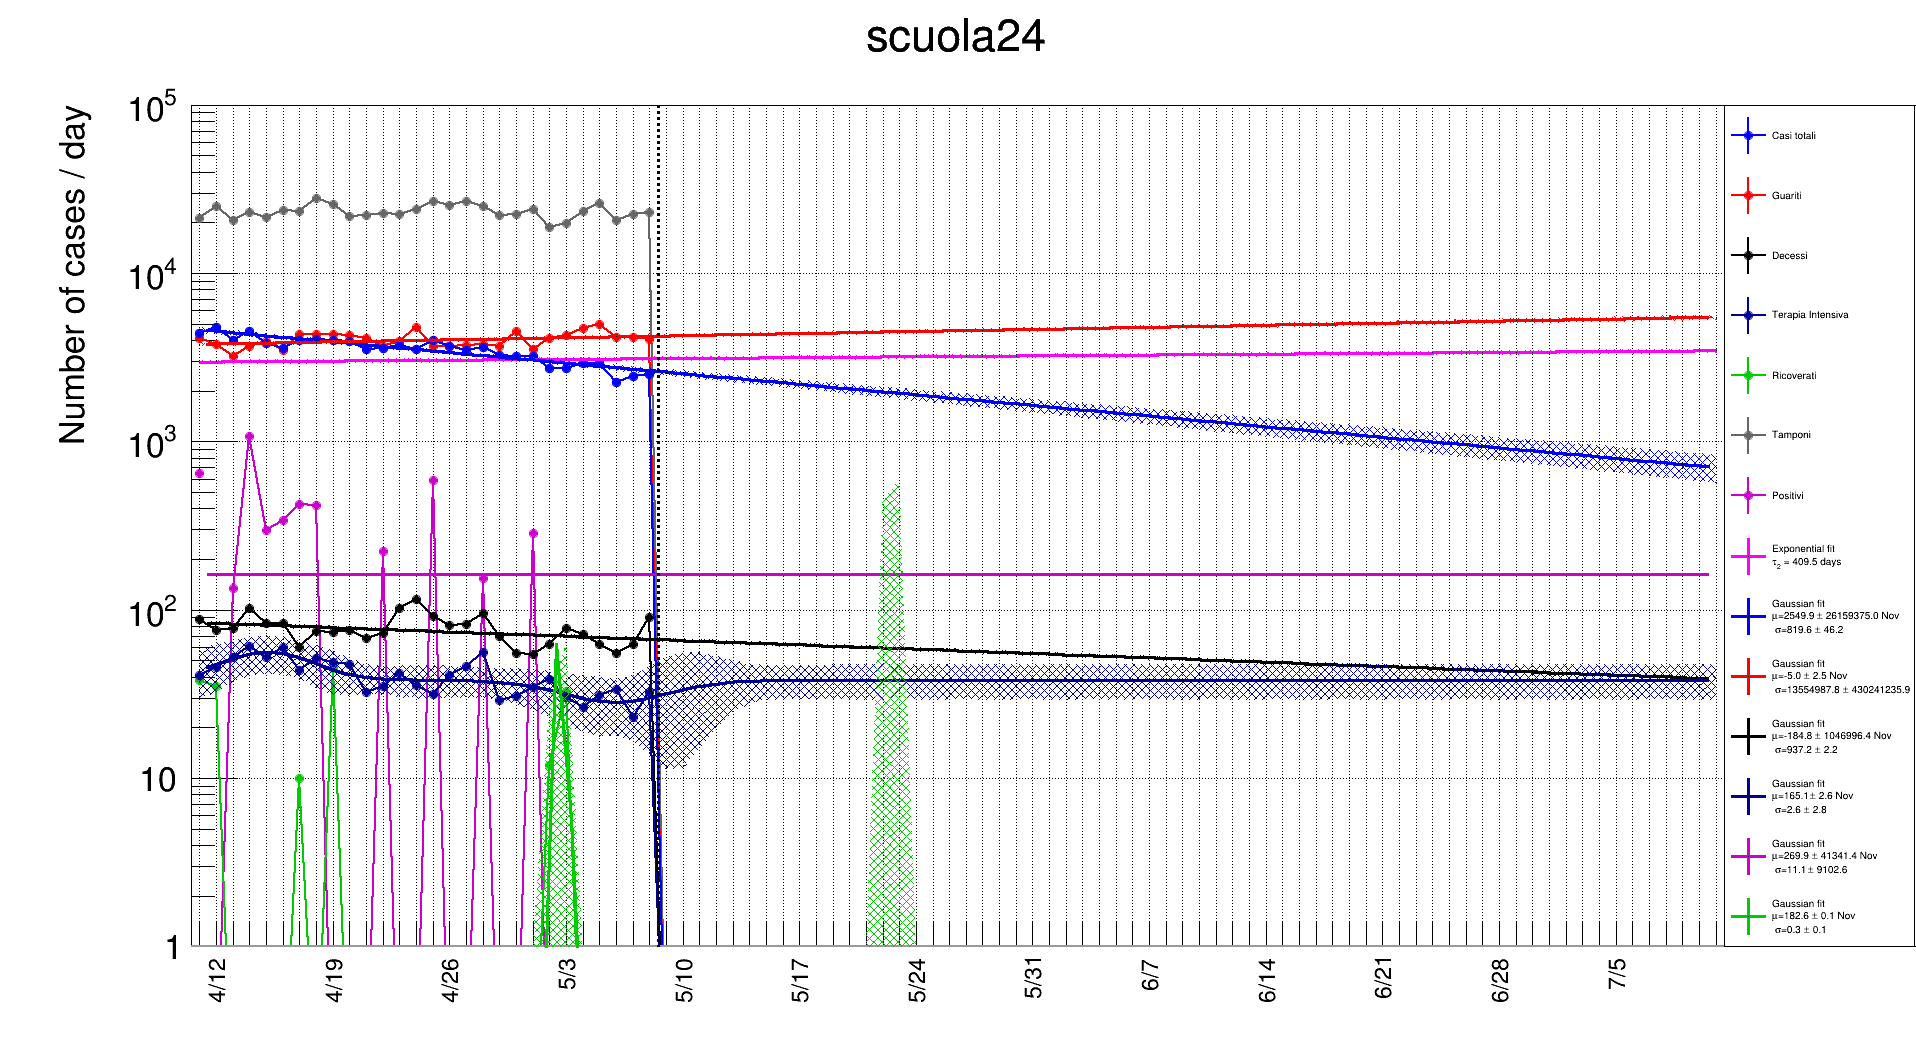 scuola24
Number of cases / day
10^5
10^4
10^3
10^2
10
1
4/12
4/19
4/26
5/3
5/10
5/17
5/24
5/31
6/7
6/14
6/21
6/28
7/5
Casi totali
Guariti
Decessi
Terapia Intensiva
Ricoverati
Tamponi
Positivi
Exponential fit
τ_2 = 409.5 days
Gaussian fit
μ=2549.9 ± 26159375.0 Nov
σ=819.6 ± 46.2
Gaussian fit
μ=-5.0 ± 2.5 Nov
σ=13554987.8 ± 430241235.9
Gaussian fit
μ=-184.8 ± 1046996.4 Nov
σ=937.2 ± 2.2
Gaussian fit
μ=165.1 ± 2.6 Nov
σ=2.6 ± 2.8
Gaussian fit
μ=269.9 ± 41341.4 Nov
σ=11.1 ± 9102.6
Gaussian fit
μ=182.6 ± 0.1 Nov
σ=0.3 ± 0.1